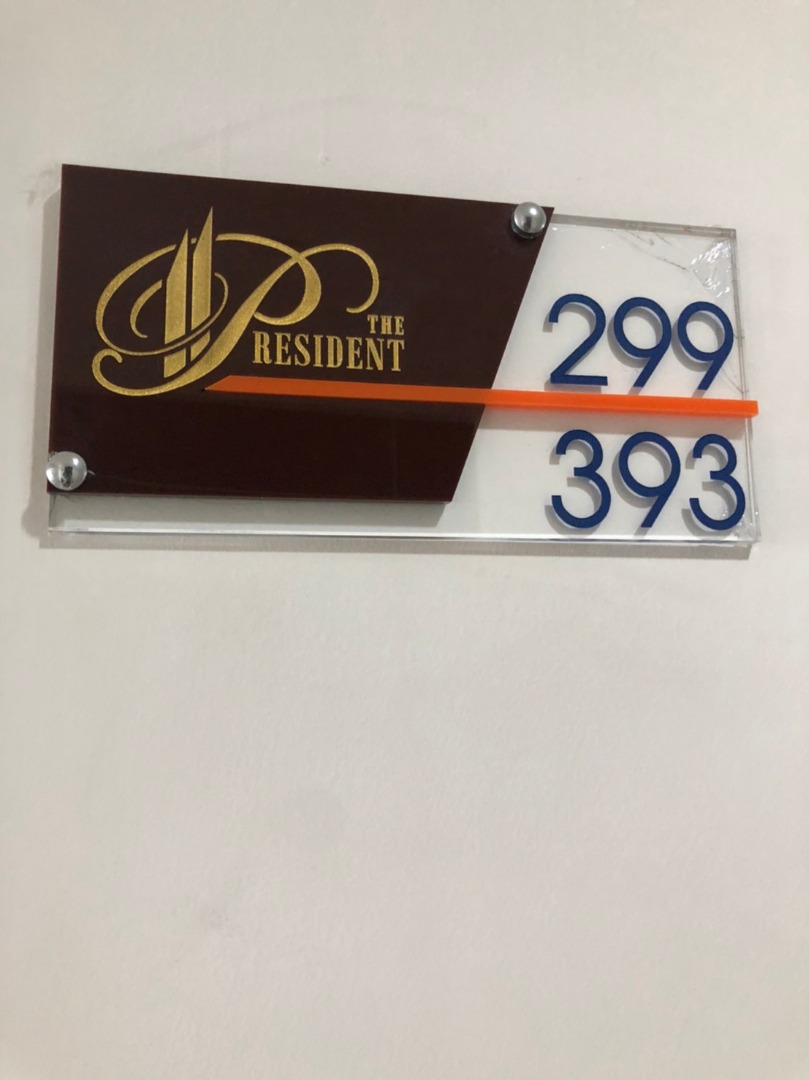 THE
PRESIDENT
299
393